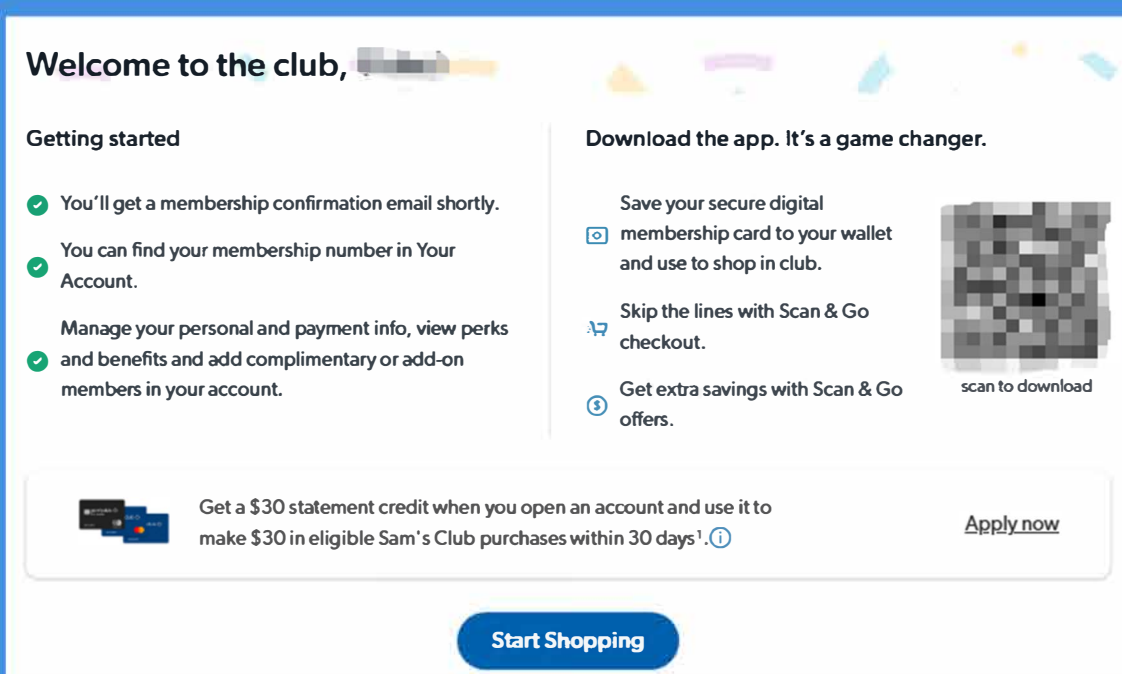 Welcome to the club,
Getting started
You'll get a membership confirmation email shortly.
You can find your membership number in Your
Account.
Manage your personal and payment info, view perks
and benefits and add complimentary or add-on
members in your account.
Download the app. It's a game changer.
Save your secure digital
membership card to your wallet
and use to shop in club.
Skip the lines with Scan & Go
checkout.
Get extra savings with Scan & Go
offers.
scan to download
Get a $30 statement credit when you open an account and use it to
make $30 in eligible Sam's Club purchases within 30 days¹.
Apply now
Start Shopping